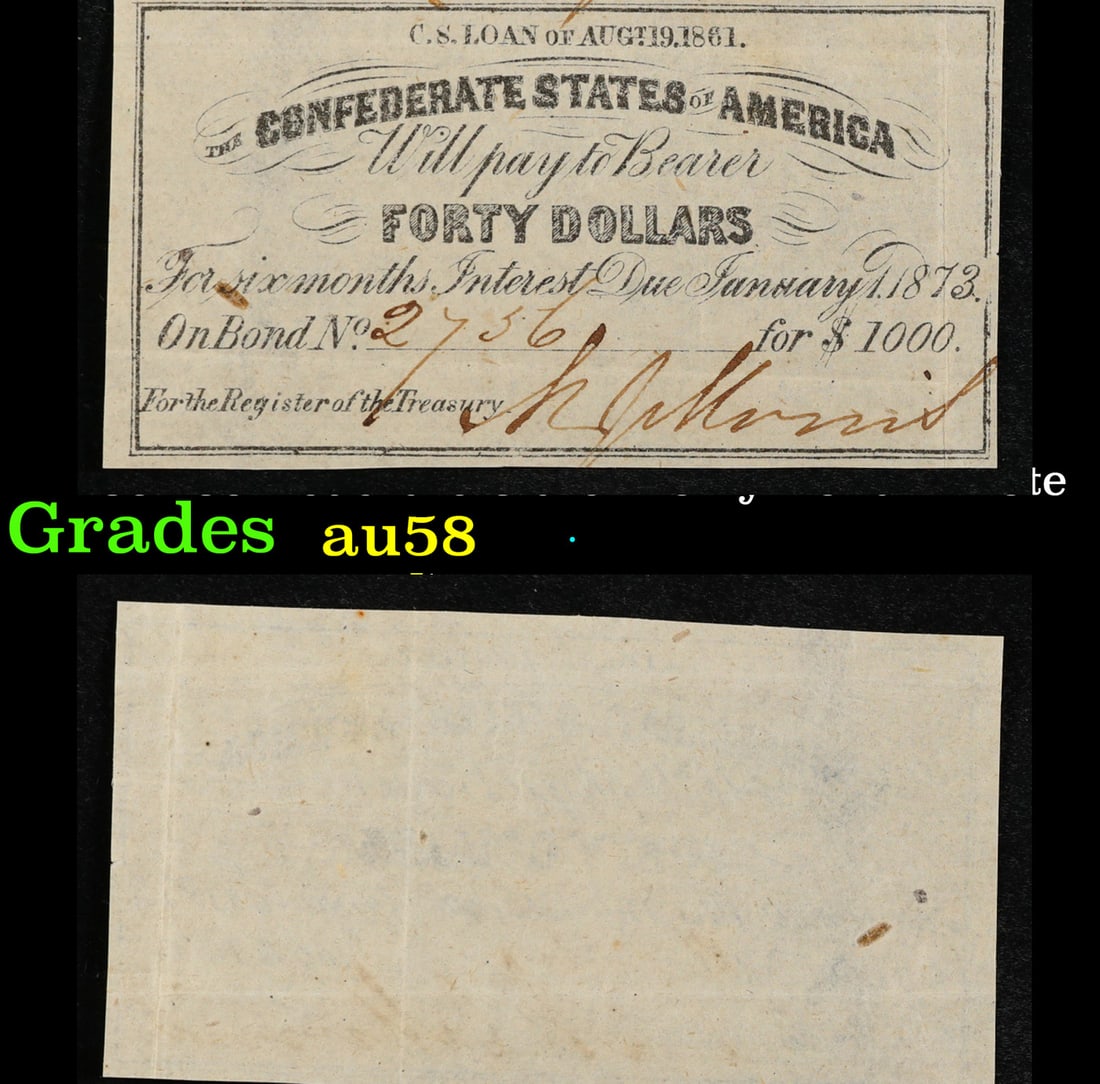 C. S. LOAN OF AUGT. 19. 1861.
THE CONFEDERATE STATES OF AMERICA
Will pay to Bearer
FORTY DOLLARS
For six months Interest Due January 1. 1873.
On Bond No. 2756 for $ 1000.
For the Register of the Treasury
Morris
te
Grades au58